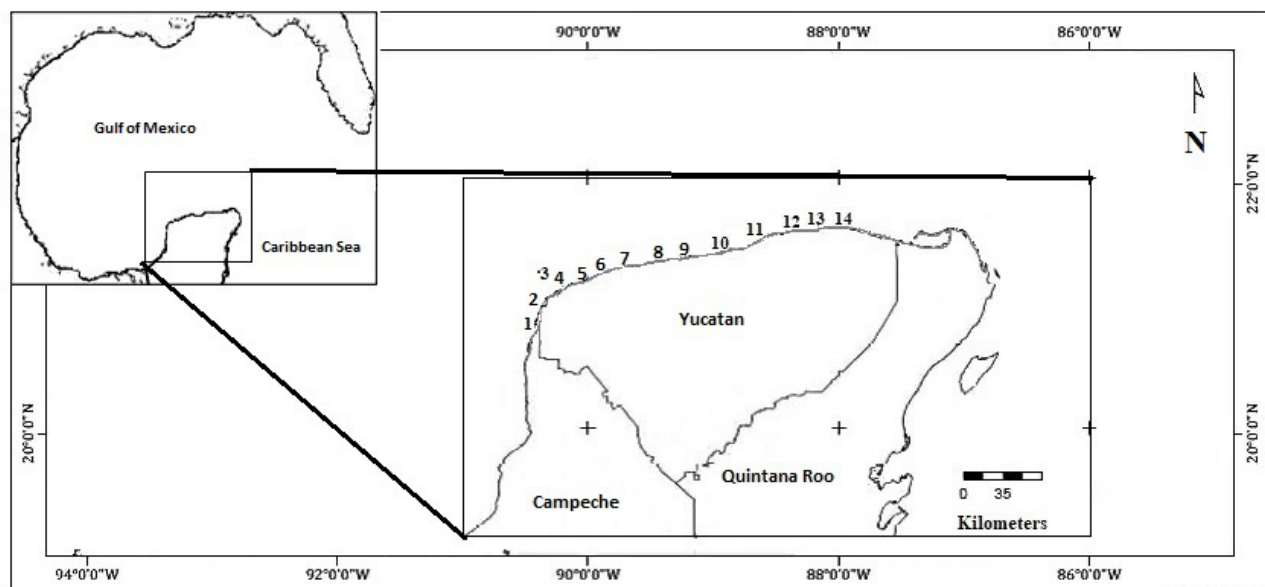 90°0'0"W 88°0'0"W 86°0'0"W
Gulf of Mexico
Caribbean Sea
N
22°0'0"N
20°0'0"N
20°0'0"N
1
2
3
4
5
6
7
8
9
10
11
12
13
14
Yucatan
Quintana Roo
Campeche
0 35
Kilometers
94°0'0"W 92°0'0"W 90°0'0"W 88°0'0"W 86°0'0"W